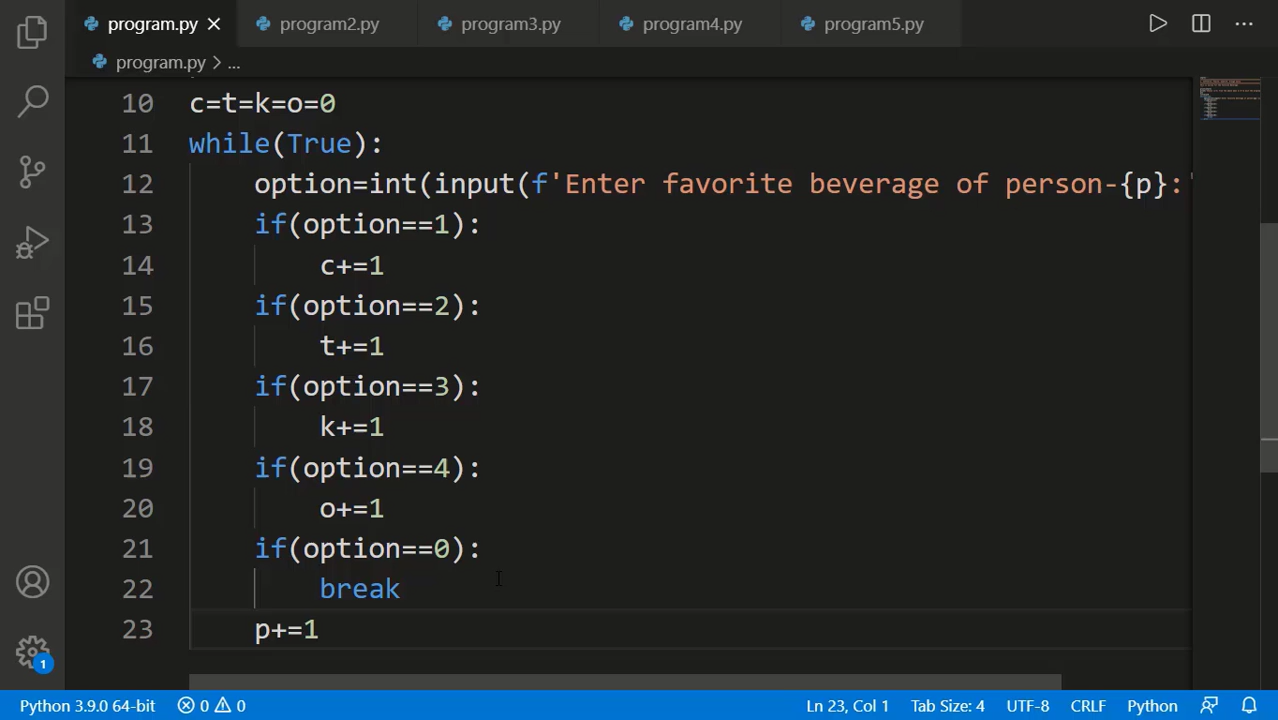 program.py program2.py program3.py program4.py program5.py
program.py > ...
10 c=t=k=o=0
11 while(True):
12 option=int(input(f'Enter favorite beverage of person-{p}:'
13 if(option==1):
14 c+=1
15 if(option==2):
16 t+=1
17 if(option==3):
18 k+=1
19 if(option==4):
20 o+=1
21 if(option==0):
22 break
23 p+=1
1
Python 3.9.0 64-bit 0 0 Ln 23, Col 1 Tab Size: 4 UTF-8 CRLF Python